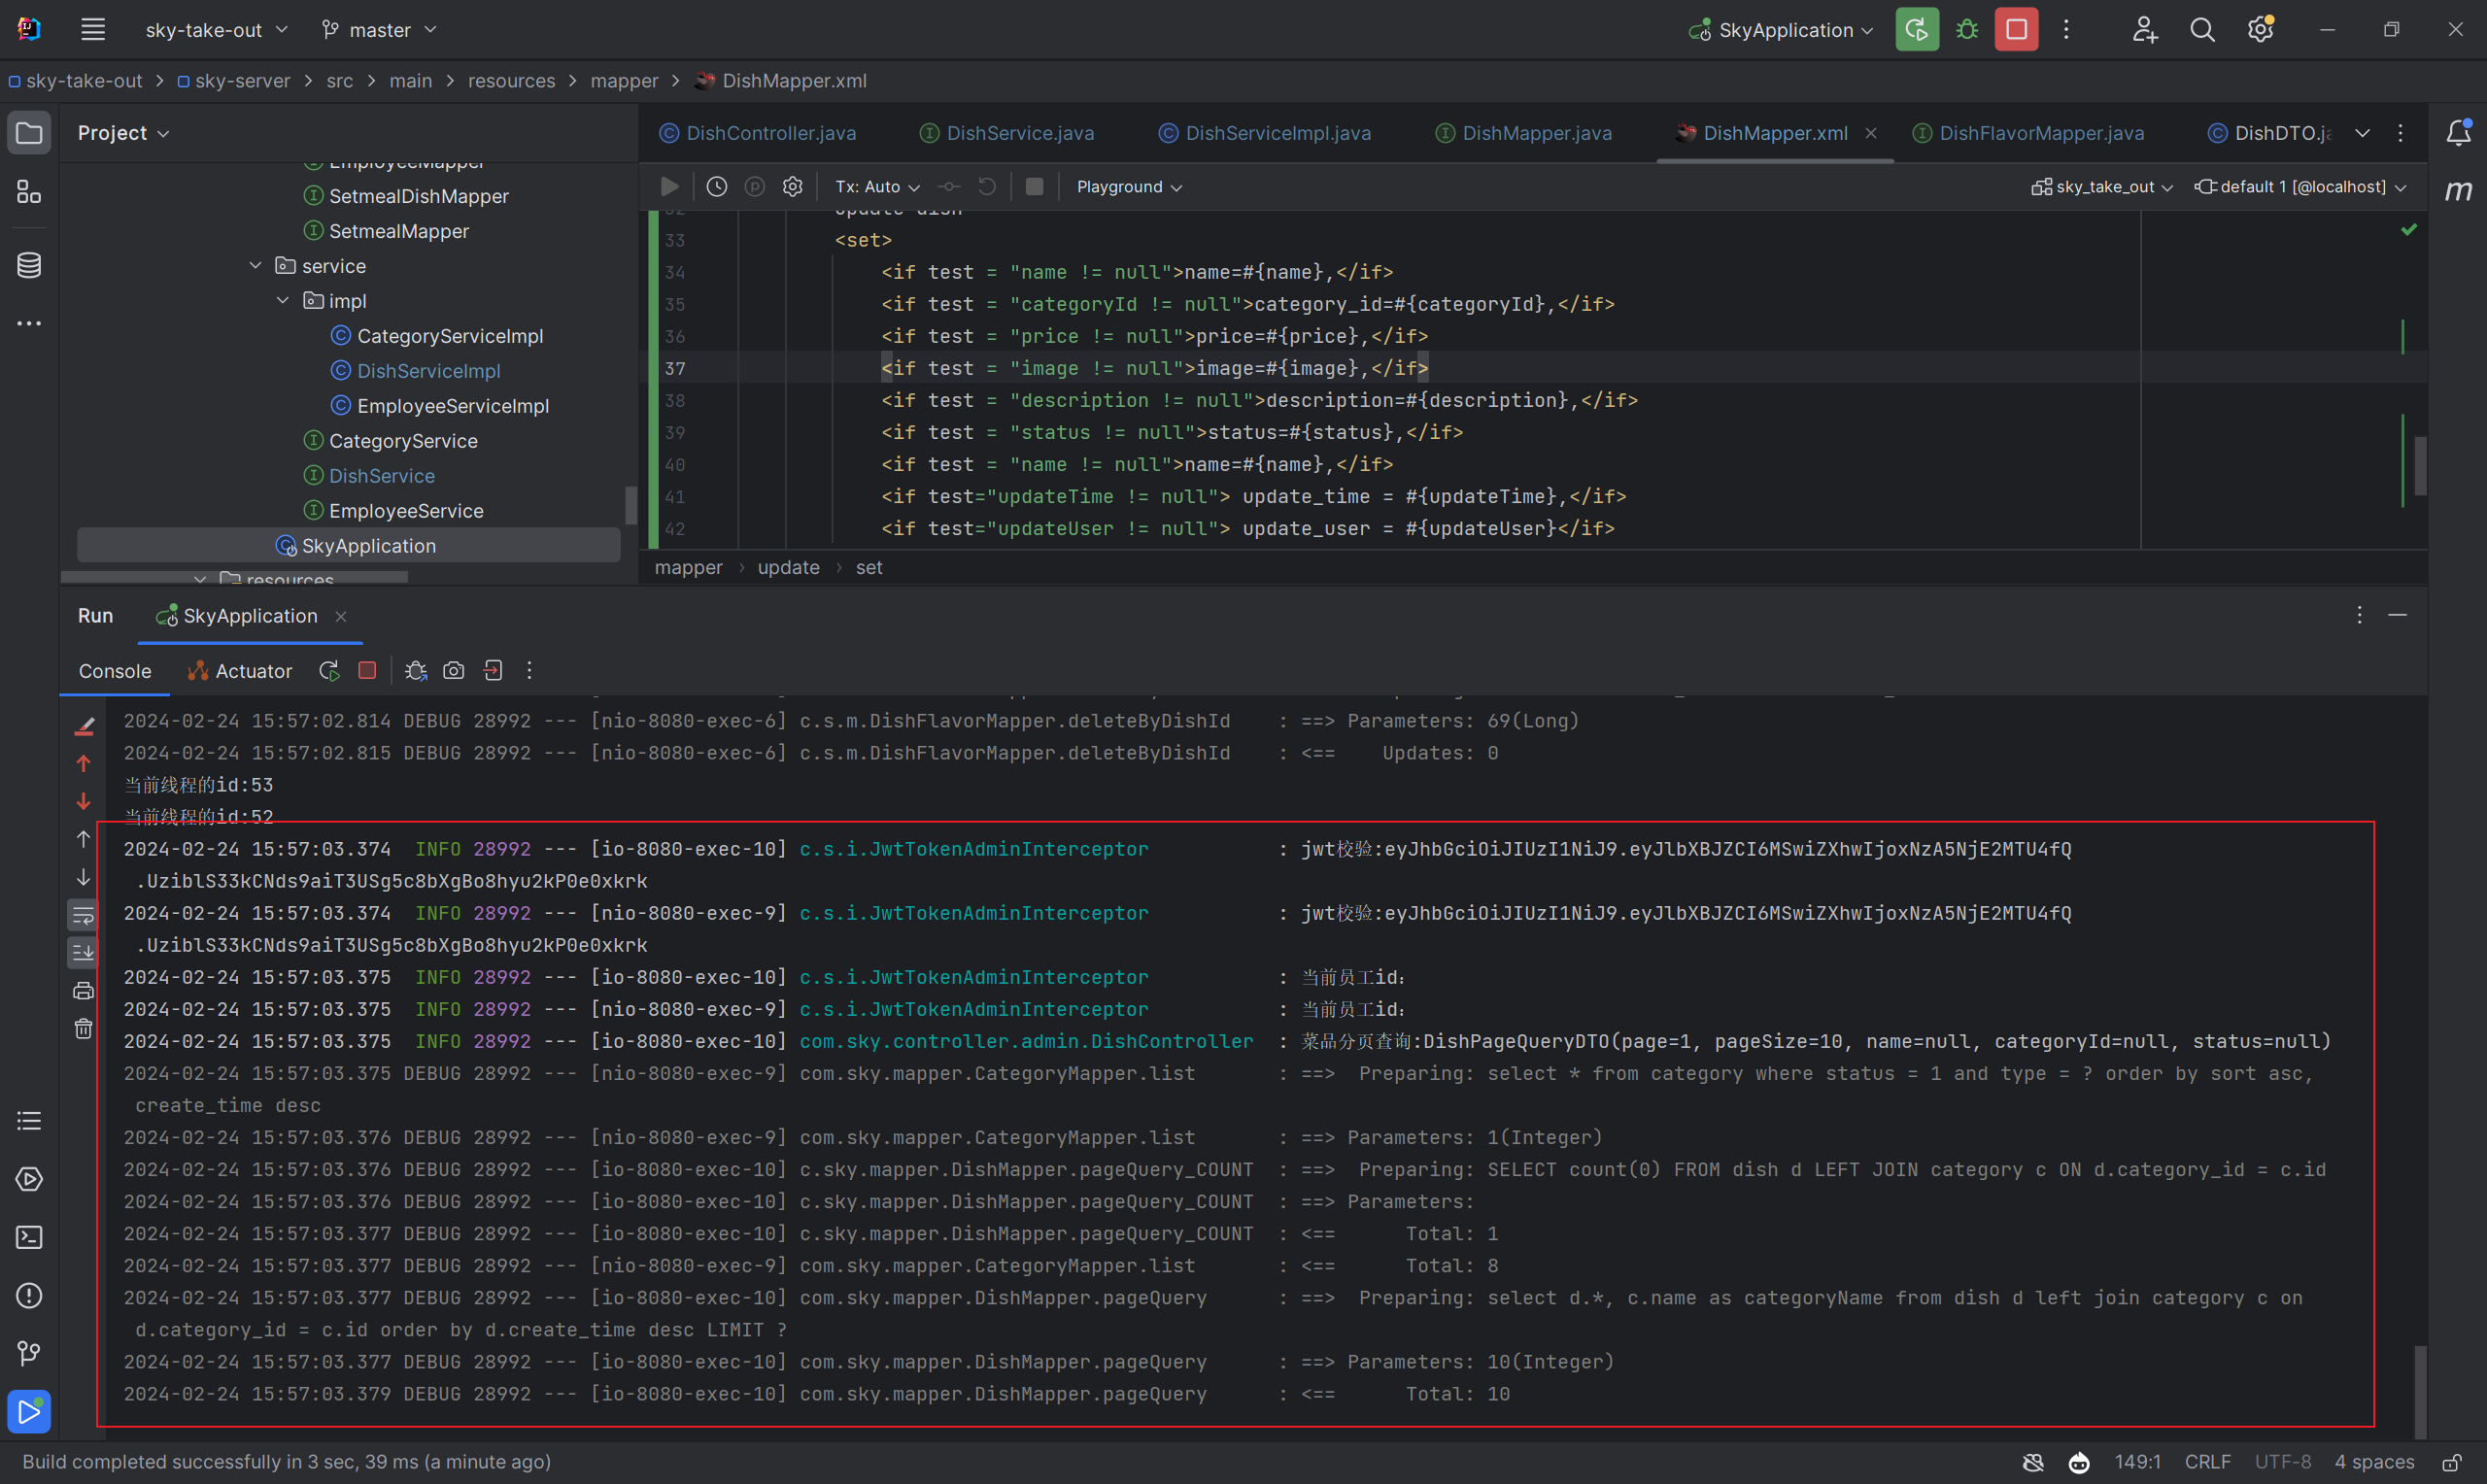 sky-take-out
master
SkyApplication
sky-take-out > sky-server > src > main > resources > mapper > DishMapper.xml
Project
EmployeeMapper
SetmealDishMapper
SetmealMapper
service
impl
CategoryServiceImpl
DishServiceImpl
EmployeeServiceImpl
CategoryService
DishService
EmployeeService
SkyApplication
resources
DishController.java DishService.java DishServiceImpl.java DishMapper.java DishMapper.xml DishFlavorMapper.java DishDTO.ja
Tx: Auto Playground sky_take_out default 1 [@localhost]
32 update dish
33 <set>
34 <if test = "name != null">name=#{name},</if>
35 <if test = "categoryId != null">category_id=#{categoryId},</if>
36 <if test = "price != null">price=#{price},</if>
37 <if test = "image != null">image=#{image},</if>
38 <if test = "description != null">description=#{description},</if>
39 <if test = "status != null">status=#{status},</if>
40 <if test = "name != null">name=#{name},</if>
41 <if test="updateTime != null"> update_time = #{updateTime},</if>
42 <if test="updateUser != null"> update_user = #{updateUser}</if>
mapper > update > set
Run SkyApplication
Console Actuator
2024-02-24 15:57:02.814 DEBUG 28992 --- [nio-8080-exec-6] c.s.m.DishFlavorMapper.deleteByDishId : ==> Parameters: 69(Long)
2024-02-24 15:57:02.815 DEBUG 28992 --- [nio-8080-exec-6] c.s.m.DishFlavorMapper.deleteByDishId : <== Updates: 0
当前线程的id:53
当前线程的id:52
2024-02-24 15:57:03.374 INFO 28992 --- [io-8080-exec-10] c.s.i.JwtTokenAdminInterceptor : jwt校验:eyJhbGciOiJIUzI1NiJ9.eyJlbXBJZCI6MSwiZXhwIjoxNzA5NjE2MTU4fQ
.UziblS33kCNds9aiT3USg5c8bXgBo8hyu2kP0e0xkrk
2024-02-24 15:57:03.374 INFO 28992 --- [nio-8080-exec-9] c.s.i.JwtTokenAdminInterceptor : jwt校验:eyJhbGciOiJIUzI1NiJ9.eyJlbXBJZCI6MSwiZXhwIjoxNzA5NjE2MTU4fQ
.UziblS33kCNds9aiT3USg5c8bXgBo8hyu2kP0e0xkrk
2024-02-24 15:57:03.375 INFO 28992 --- [io-8080-exec-10] c.s.i.JwtTokenAdminInterceptor : 当前员工id：
2024-02-24 15:57:03.375 INFO 28992 --- [nio-8080-exec-9] c.s.i.JwtTokenAdminInterceptor : 当前员工id：
2024-02-24 15:57:03.375 INFO 28992 --- [io-8080-exec-10] com.sky.controller.admin.DishController : 菜品分页查询:DishPageQueryDTO(page=1, pageSize=10, name=null, categoryId=null, status=null)
2024-02-24 15:57:03.375 DEBUG 28992 --- [nio-8080-exec-9] com.sky.mapper.CategoryMapper.list : ==> Preparing: select * from category where status = 1 and type = ? order by sort asc,
create_time desc
2024-02-24 15:57:03.376 DEBUG 28992 --- [nio-8080-exec-9] com.sky.mapper.CategoryMapper.list : ==> Parameters: 1(Integer)
2024-02-24 15:57:03.376 DEBUG 28992 --- [io-8080-exec-10] c.sky.mapper.DishMapper.pageQuery_COUNT : ==> Preparing: SELECT count(0) FROM dish d LEFT JOIN category c ON d.category_id = c.id
2024-02-24 15:57:03.376 DEBUG 28992 --- [io-8080-exec-10] c.sky.mapper.DishMapper.pageQuery_COUNT : ==> Parameters:
2024-02-24 15:57:03.377 DEBUG 28992 --- [io-8080-exec-10] c.sky.mapper.DishMapper.pageQuery_COUNT : <== Total: 1
2024-02-24 15:57:03.377 DEBUG 28992 --- [nio-8080-exec-9] com.sky.mapper.CategoryMapper.list : <== Total: 8
2024-02-24 15:57:03.377 DEBUG 28992 --- [io-8080-exec-10] com.sky.mapper.DishMapper.pageQuery : ==> Preparing: select d.*, c.name as categoryName from dish d left join category c on
d.category_id = c.id order by d.create_time desc LIMIT ?
2024-02-24 15:57:03.377 DEBUG 28992 --- [io-8080-exec-10] com.sky.mapper.DishMapper.pageQuery : ==> Parameters: 10(Integer)
2024-02-24 15:57:03.379 DEBUG 28992 --- [io-8080-exec-10] com.sky.mapper.DishMapper.pageQuery : <== Total: 10
Build completed successfully in 3 sec, 39 ms (a minute ago)
149:1 CRLF UTF-8 4 spaces